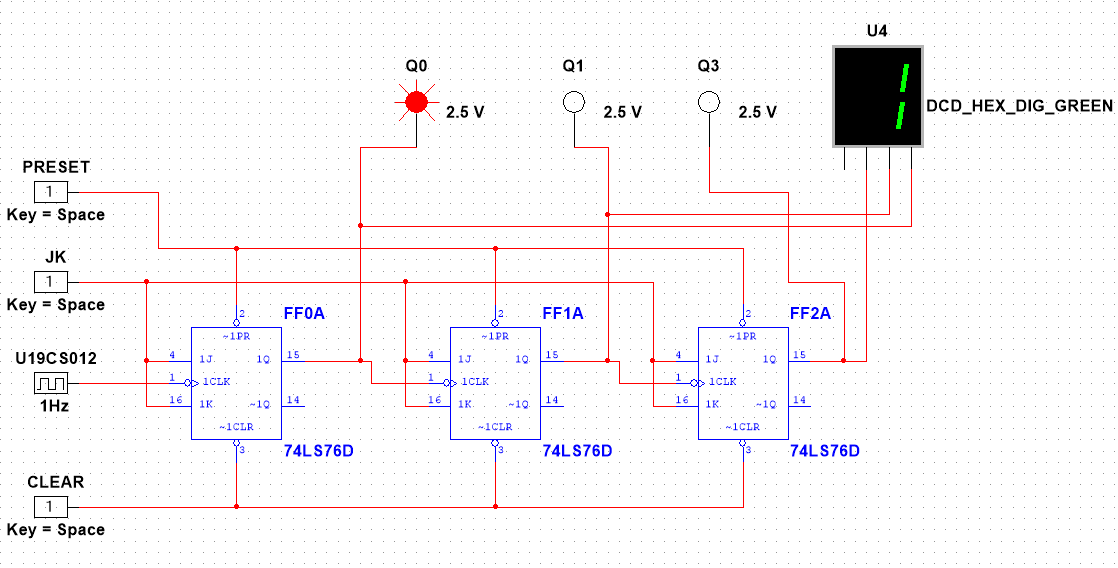 U4
Q0
Q1
Q3
2.5 V
2.5 V
2.5 V
1
DCD_HEX_DIG_GREEN
PRESET
1
Key = Space
JK
1
Key = Space
FF0A
FF1A
FF2A
2
~1PR
2
~1PR
2
~1PR
U19CS012
1Hz
4
1J
1Q
15
1
1CLK
16
1K
~1Q
14
~1CLR
3
74LS76D
4
1J
1Q
15
1
1CLK
16
1K
~1Q
14
~1CLR
3
74LS76D
4
1J
1Q
15
1
1CLK
16
1K
~1Q
14
~1CLR
3
74LS76D
CLEAR
1
Key = Space